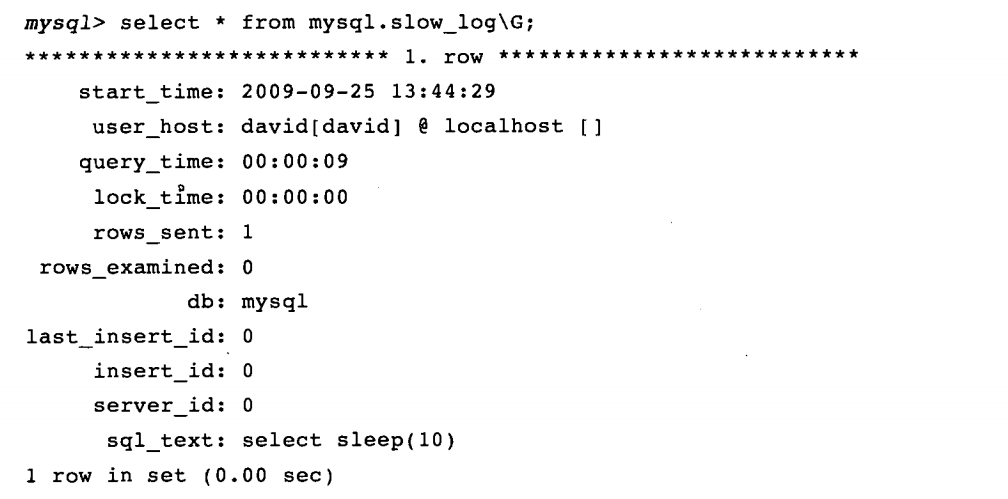 mysql> select * from mysql.slow_log\G;
*************************** 1. row ***************************
start_time: 2009-09-25 13:44:29
user_host: david[david] @ localhost []
query_time: 00:00:09
lock_time: 00:00:00
rows_sent: 1
rows_examined: 0
db: mysql
last_insert_id: 0
insert_id: 0
server_id: 0
sql_text: select sleep(10)
1 row in set (0.00 sec)